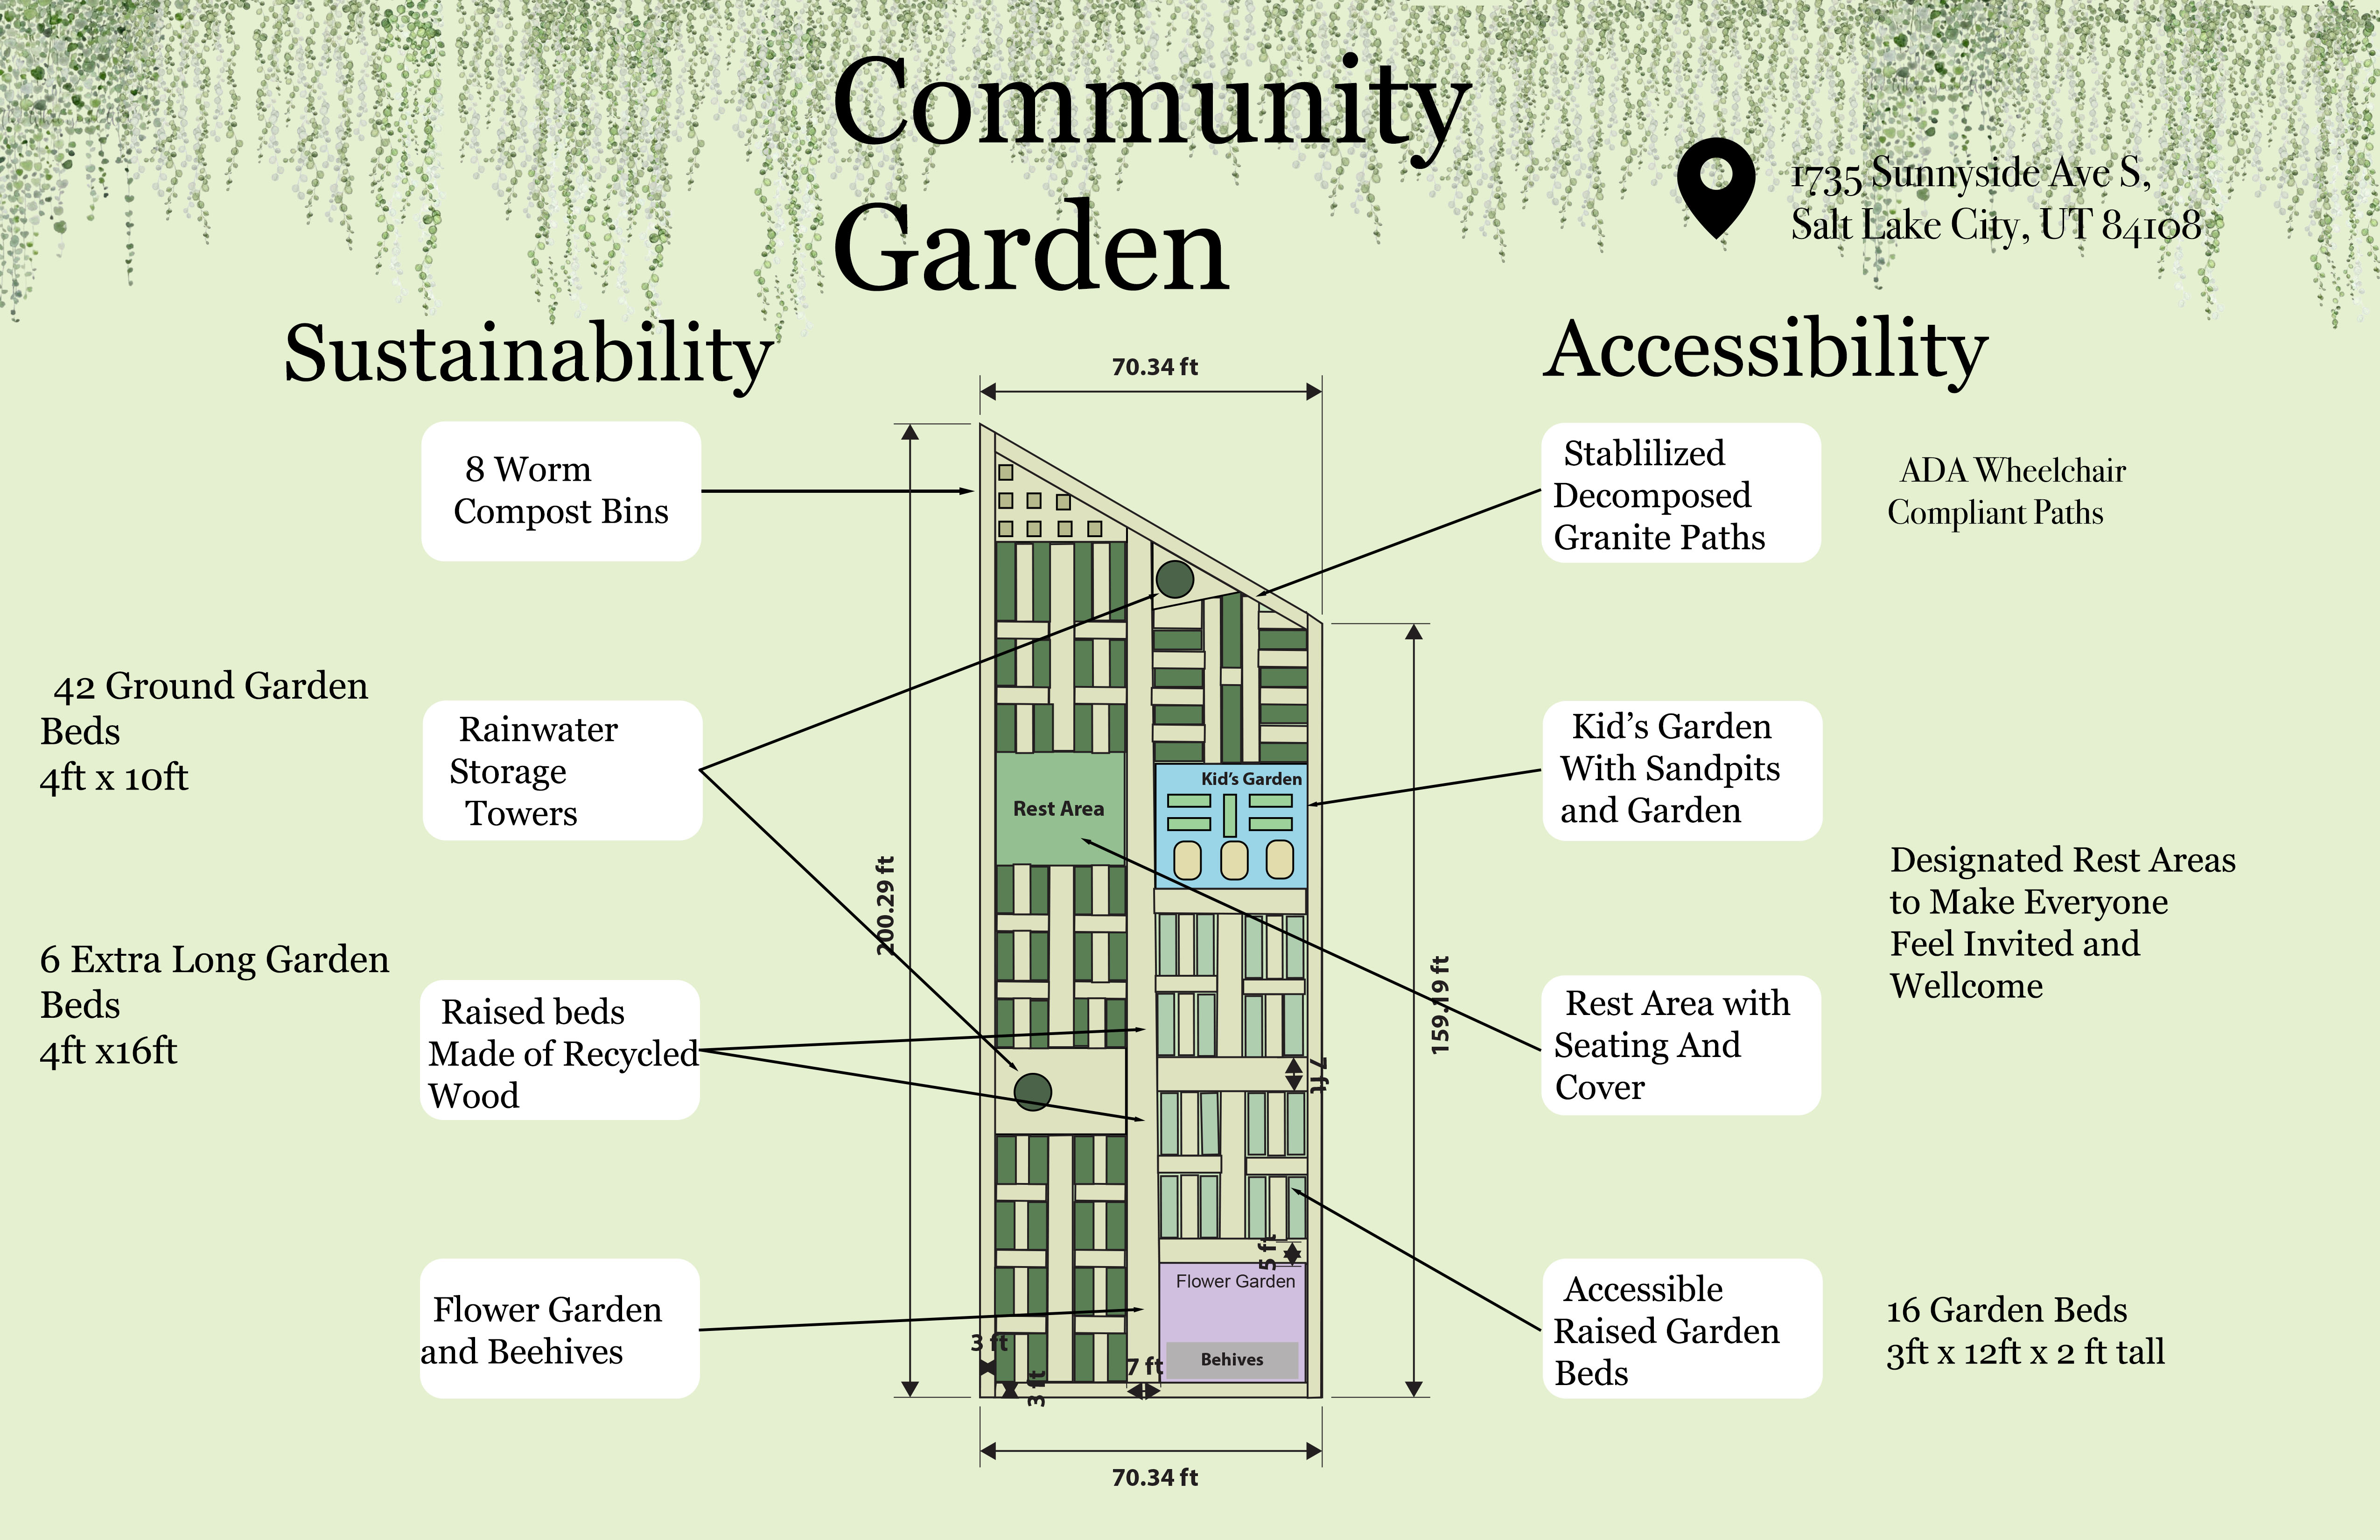 Community
Garden
1735 Sunnyside Ave S,
Salt Lake City, UT 84108
Sustainability
Accessibility
70.34 ft
8 Worm
Compost Bins
Stablilized
Decomposed
Granite Paths
ADA Wheelchair
Compliant Paths
42 Ground Garden
Beds
4ft x 10ft
Rainwater
Storage
Towers
Rest Area
Kid's Garden
Kid's Garden
With Sandpits
and Garden
200.29 ft
159.19 ft
Designated Rest Areas
to Make Everyone
Feel Invited and
Wellcome
6 Extra Long Garden
Beds
4ft x16ft
Raised beds
Made of Recycled
Wood
7 ft
Rest Area with
Seating And
Cover
5 ft
Flower Garden
Behives
Flower Garden
and Beehives
3 ft
3 ft
7 ft
Accessible
Raised Garden
Beds
16 Garden Beds
3ft x 12ft x 2 ft tall
70.34 ft